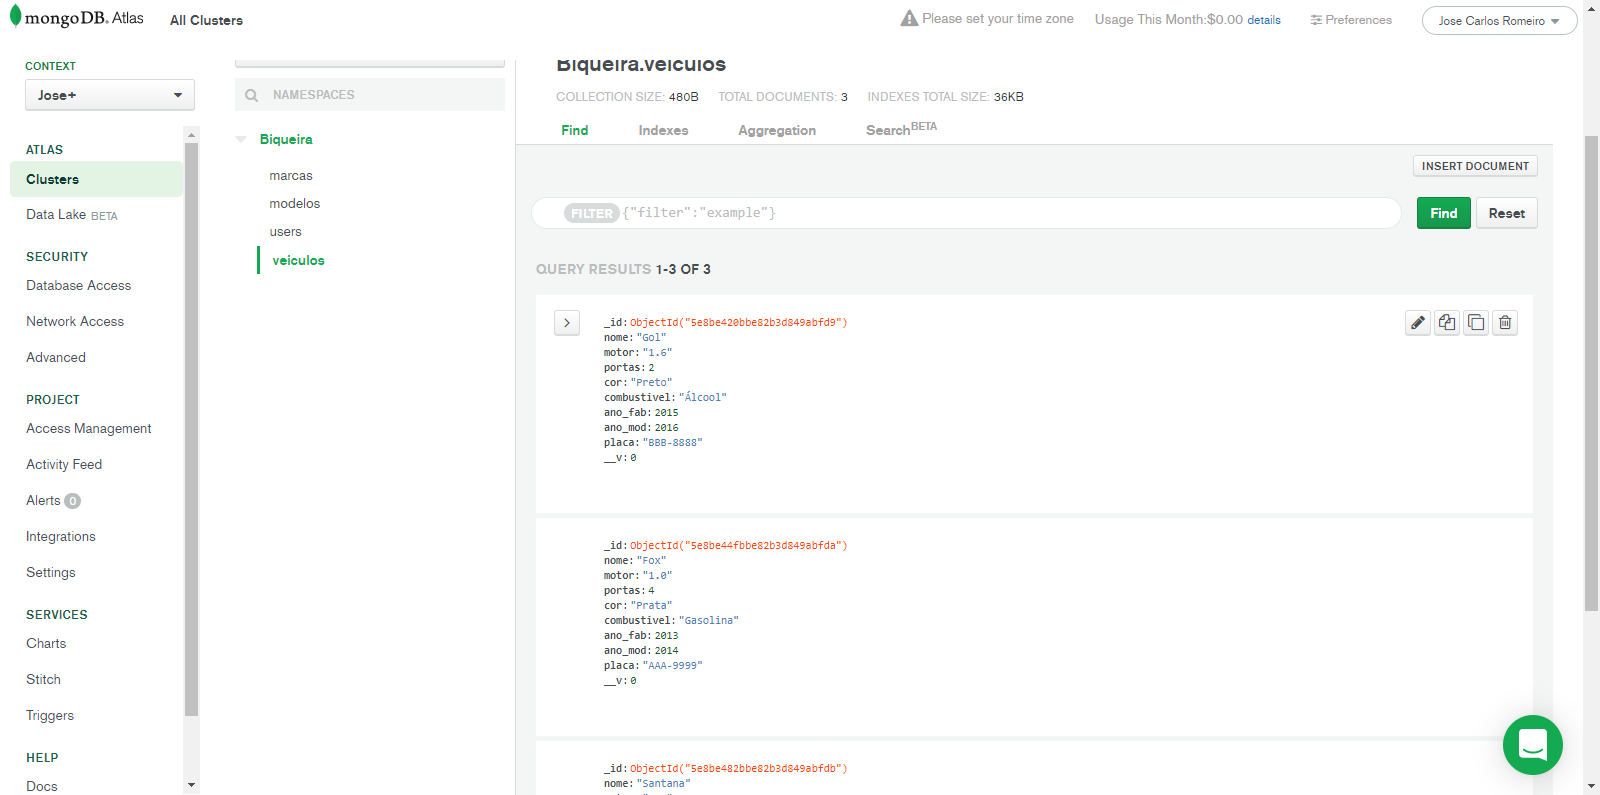 mongoDB. Atlas
All Clusters
Please set your time zone
Usage This Month:$0.00 details
Preferences
Jose Carlos Romeiro
CONTEXT
Jose+
ATLAS
Clusters
Data Lake BETA
SECURITY
Database Access
Network Access
Advanced
PROJECT
Access Management
Activity Feed
Alerts 0
Integrations
Settings
SERVICES
Charts
Stitch
Triggers
HELP
Docs
NAMESPACES
Biqueira
marcas
modelos
users
veiculos
Biqueira.veiculos
COLLECTION SIZE: 480B TOTAL DOCUMENTS: 3 INDEXES TOTAL SIZE: 36KB
Find Indexes Aggregation Search BETA
INSERT DOCUMENT
FILTER {"filter":"example"}
Find
Reset
QUERY RESULTS 1-3 OF 3
_id: ObjectId("5e8be420bbe82b3d849abfd9")
nome: "Gol"
motor: "1.6"
portas: 2
cor: "Preto"
combustivel: "Álcool"
ano_fab: 2015
ano_mod: 2016
placa: "BBB-8888"
__v: 0
_id: ObjectId("5e8be44fbbe82b3d849abfda")
nome: "Fox"
motor: "1.0"
portas: 4
cor: "Prata"
combustivel: "Gasolina"
ano_fab: 2013
ano_mod: 2014
placa: "AAA-9999"
__v: 0
_id: ObjectId("5e8be482bbe82b3d849abfdb")
nome: "Santana"